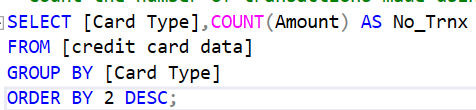 SELECT [Card Type],COUNT(Amount) AS No_Trnx
FROM [credit card data]
GROUP BY [Card Type]
ORDER BY 2 DESC;